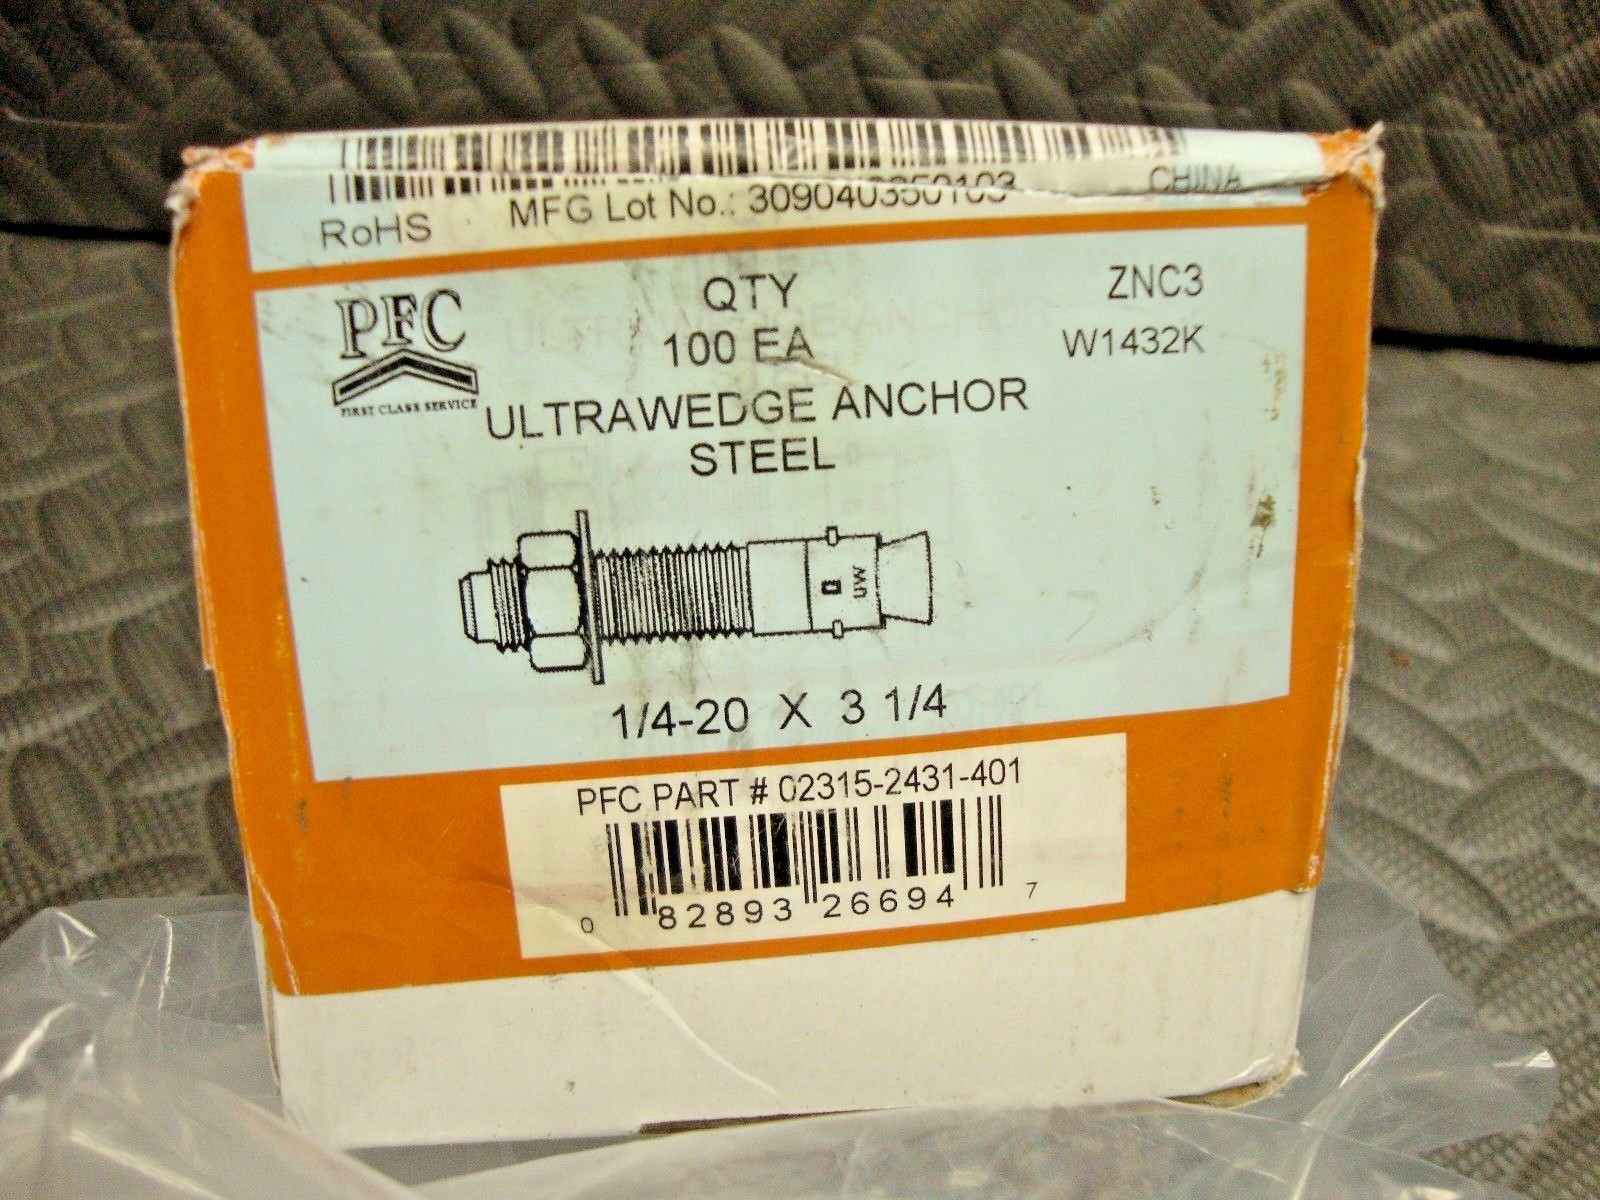 RoHS MFG Lot No.: 309040350103 CHINA
PFC
FIRST CLASS SERVICE
QTY
100 EA
ZNC3
W1432K
ULTRAWEDGE ANCHOR
STEEL
UW
1/4-20 X 3 1/4
PFC PART # 02315-2431-401
0 82893 26694 7